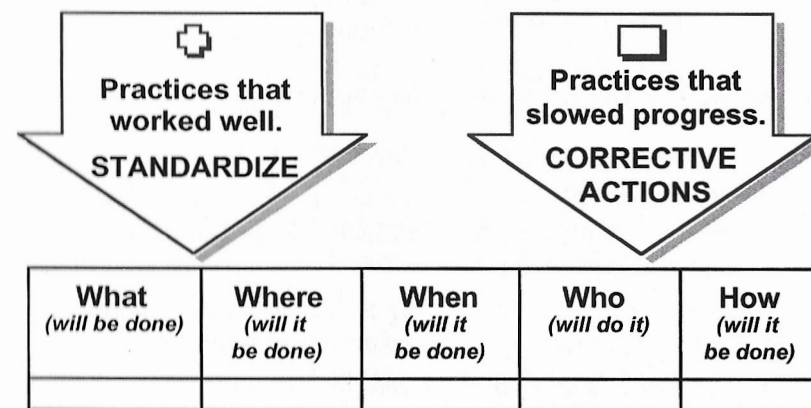 Practices that
worked well.
STANDARDIZE
Practices that
slowed progress.
CORRECTIVE
ACTIONS
What
(will be done)
Where
(will it
be done)
When
(will it
be done)
Who
(will do it)
How
(will it
be done)